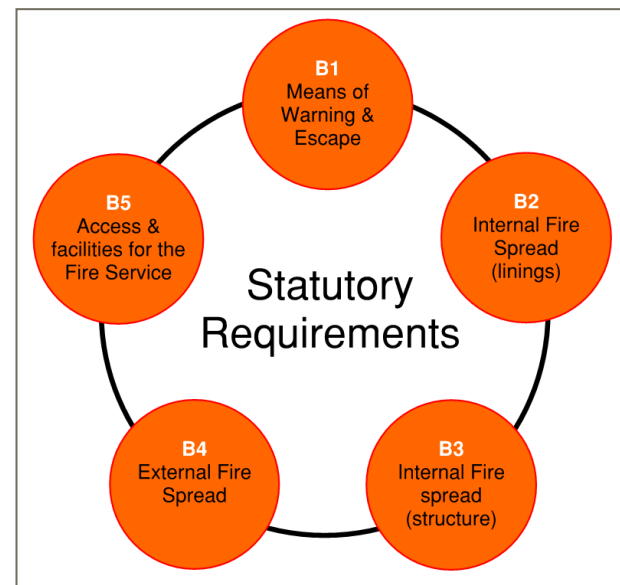 B1
Means of
Warning &
Escape
B2
Internal Fire
Spread
(linings)
B5
Access &
facilities for the
Fire Service
Statutory
Requirements
B4
External Fire
Spread
B3
Internal Fire
spread
(structure)